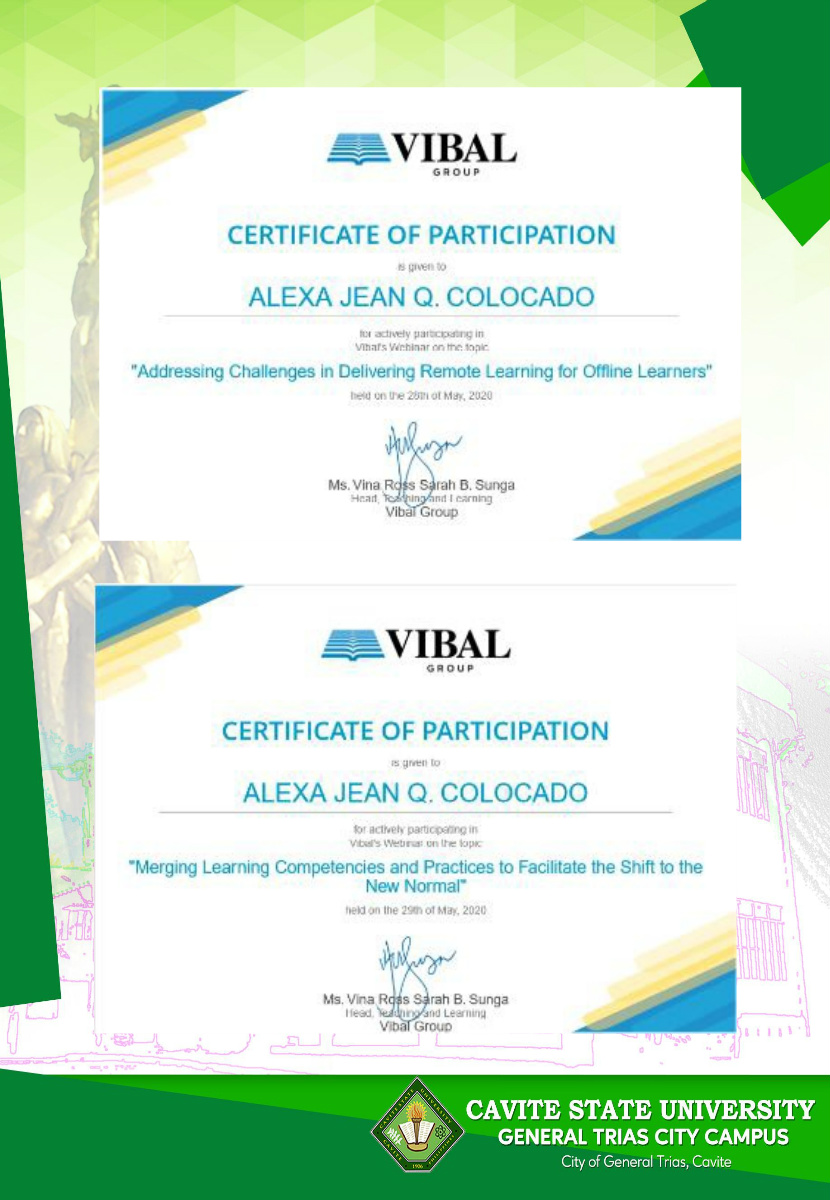 VIBAL
GROUP
CERTIFICATE OF PARTICIPATION
is given to
ALEXA JEAN Q. COLOCADO
for actively participating in
Vibal's Webinar on the topic
"Addressing Challenges in Delivering Remote Learning for Offline Learners"
held on the 28th of May, 2020
Ms. Vina Ross Sarah B. Sunga
Head, Teaching and Learning
Vibal Group
VIBAL
GROUP
CERTIFICATE OF PARTICIPATION
is given to
ALEXA JEAN Q. COLOCADO
for actively participating in
Vibal's Webinar on the topic
"Merging Learning Competencies and Practices to Facilitate the Shift to the
New Normal"
held on the 29th of May, 2020
Ms. Vina Ross Sarah B. Sunga
Head, Teaching and Learning
Vibal Group
CAVITE STATE UNIVERSITY
GENERAL TRIAS CITY CAMPUS
City of General Trias, Cavite
1906